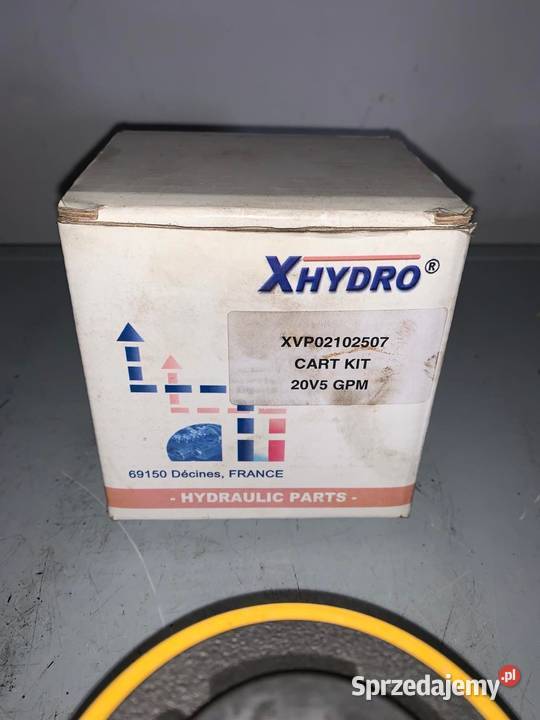 XHYDRO®
XVP02102507
CART KIT
20V5 GPM
69150 Décines, FRANCE
- HYDRAULIC PARTS -
Sprzedajemy.pl